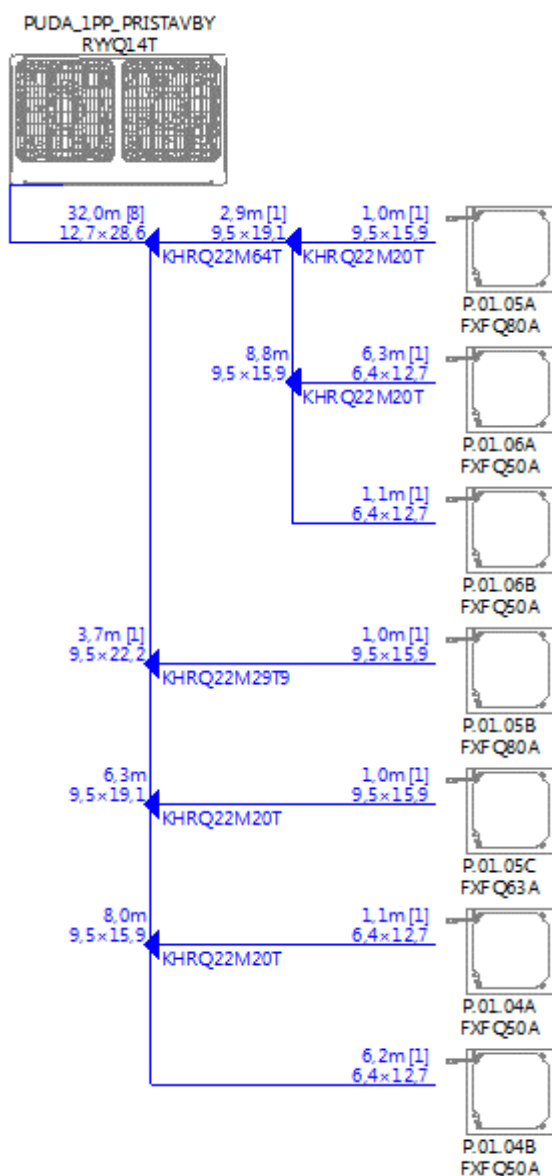 PUDA_1PP_PRISTAVBY
RYYQ14T
32,0m [8]
12,7×28,6
KHRQ22M64T
2,9m [1]
9,5×19,1
KHRQ22M20T
1,0m [1]
9,5×15,9
P.01.05A
FXFQ80A
8,8m
9,5×15,9
KHRQ22M20T
6,3m [1]
6,4×12,7
P.01.06A
FXFQ50A
1,1m [1]
6,4×12,7
P.01.06B
FXFQ50A
3,7m [1]
9,5×22,2
KHRQ22M29T9
1,0m [1]
9,5×15,9
P.01.05B
FXFQ80A
6,3m
9,5×19,1
KHRQ22M20T
1,0m [1]
9,5×15,9
P.01.05C
FXFQ63A
8,0m
9,5×15,9
KHRQ22M20T
1,1m [1]
6,4×12,7
P.01.04A
FXFQ50A
6,2m [1]
6,4×12,7
P.01.04B
FXFQ50A